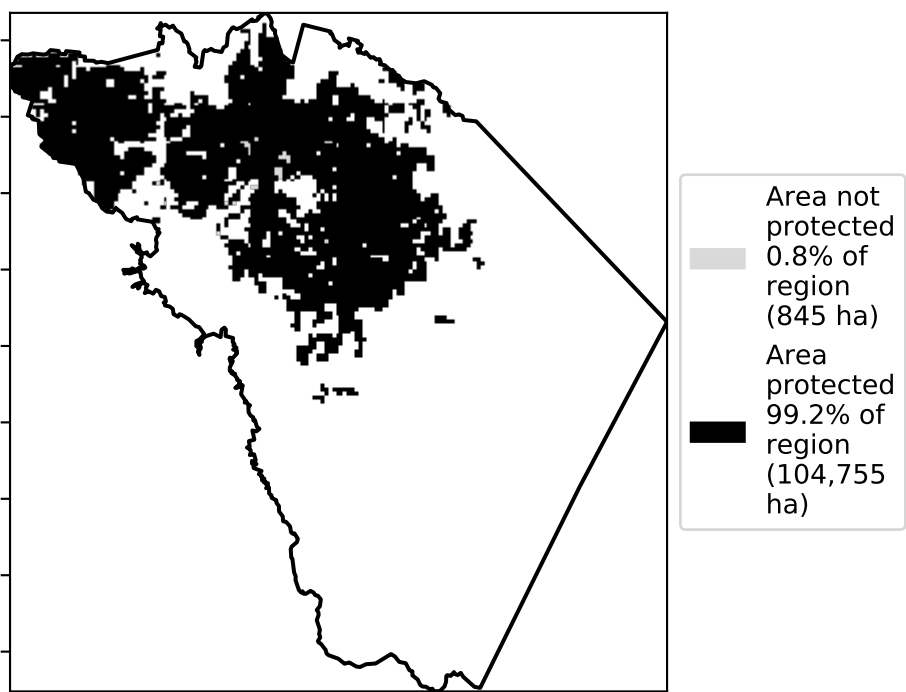 Area not
protected
0.8% of
region
(845 ha)
Area
protected
99.2% of
region
(104,755
ha)